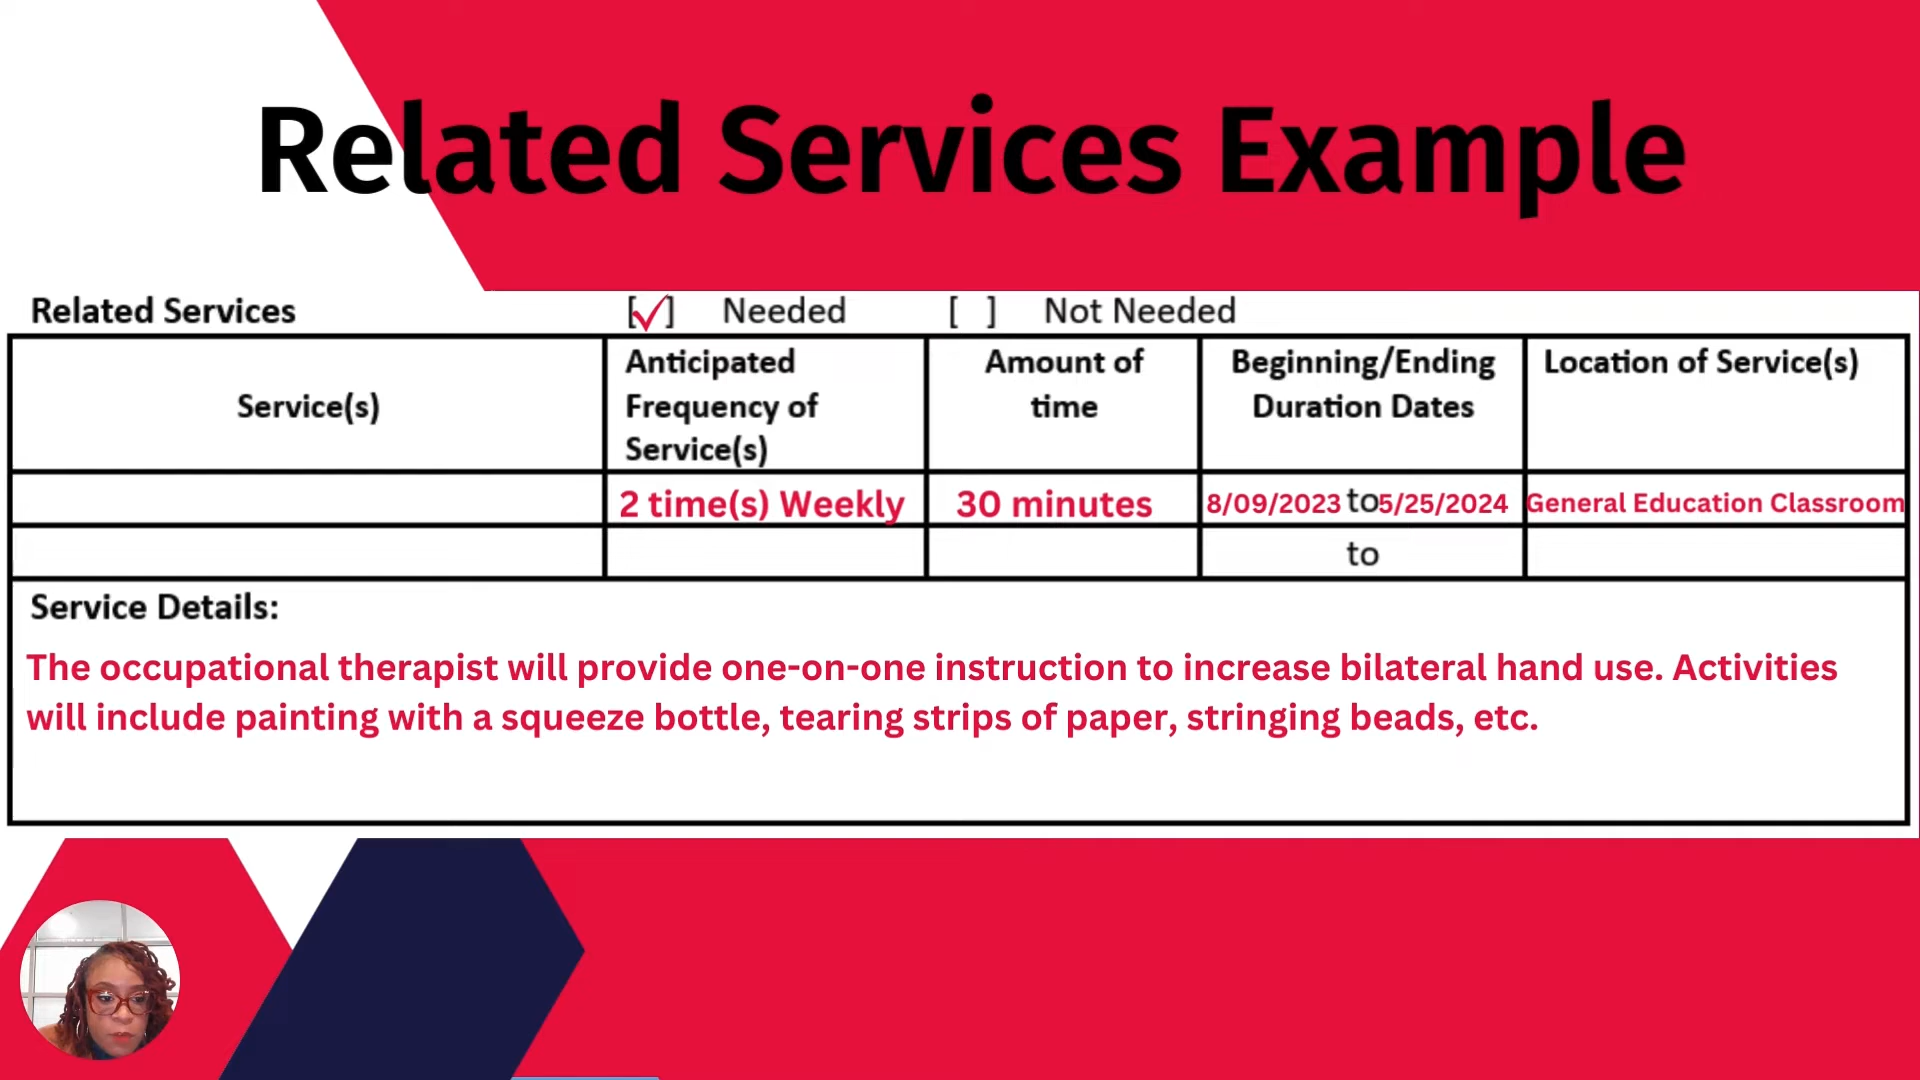 Related Services Example
Related Services [✓] Needed [ ] Not Needed
Service(s)
Anticipated
Frequency of
Service(s)
Amount of
time
Beginning/Ending
Duration Dates
Location of Service(s)
2 time(s) Weekly
30 minutes
8/09/2023 to 5/25/2024
General Education Classroom
to
Service Details:
The occupational therapist will provide one-on-one instruction to increase bilateral hand use. Activities
will include painting with a squeeze bottle, tearing strips of paper, stringing beads, etc.